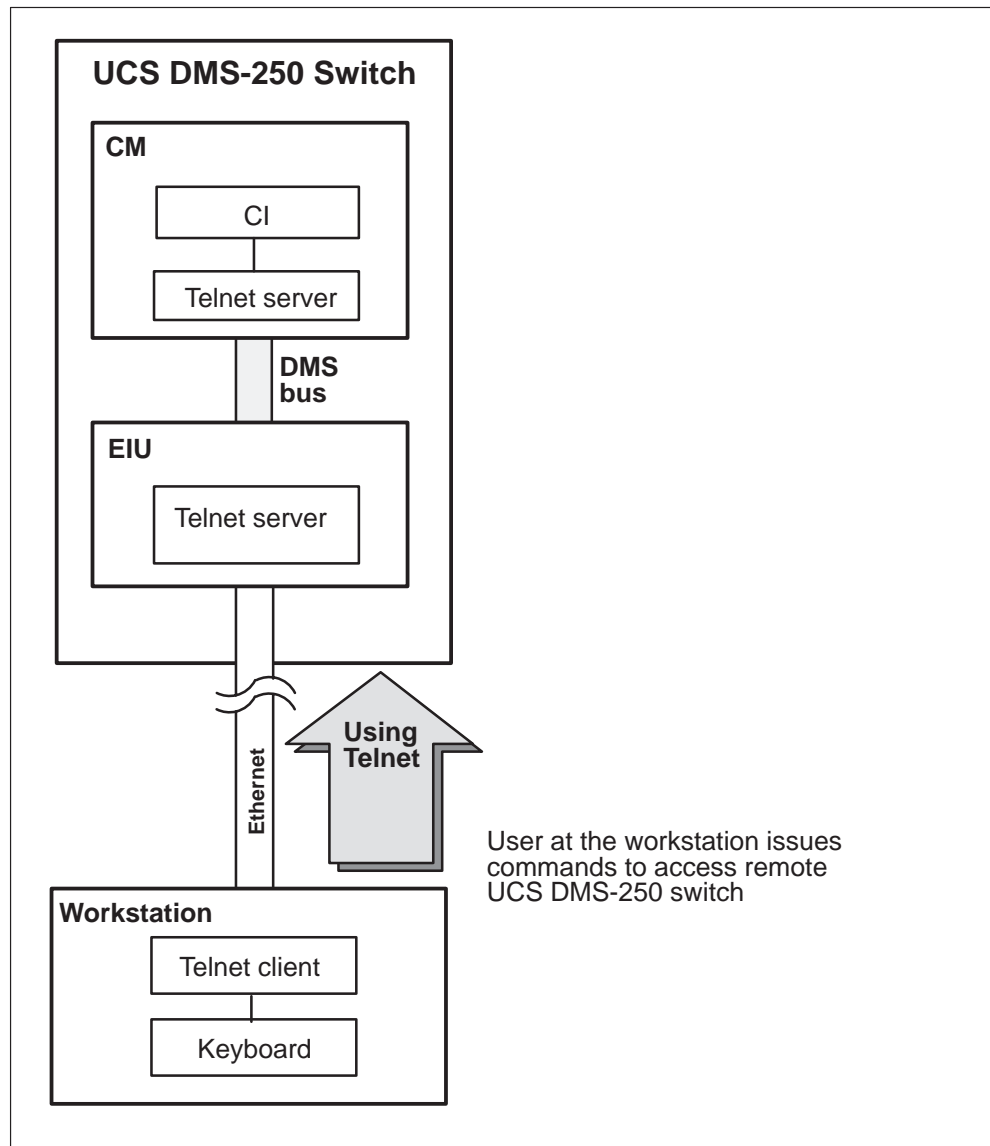 UCS DMS-250 Switch
CM
CI
Telnet server
DMS
bus
EIU
Telnet server
Using
Telnet
Ethernet
User at the workstation issues
commands to access remote
UCS DMS-250 switch
Workstation
Telnet client
Keyboard